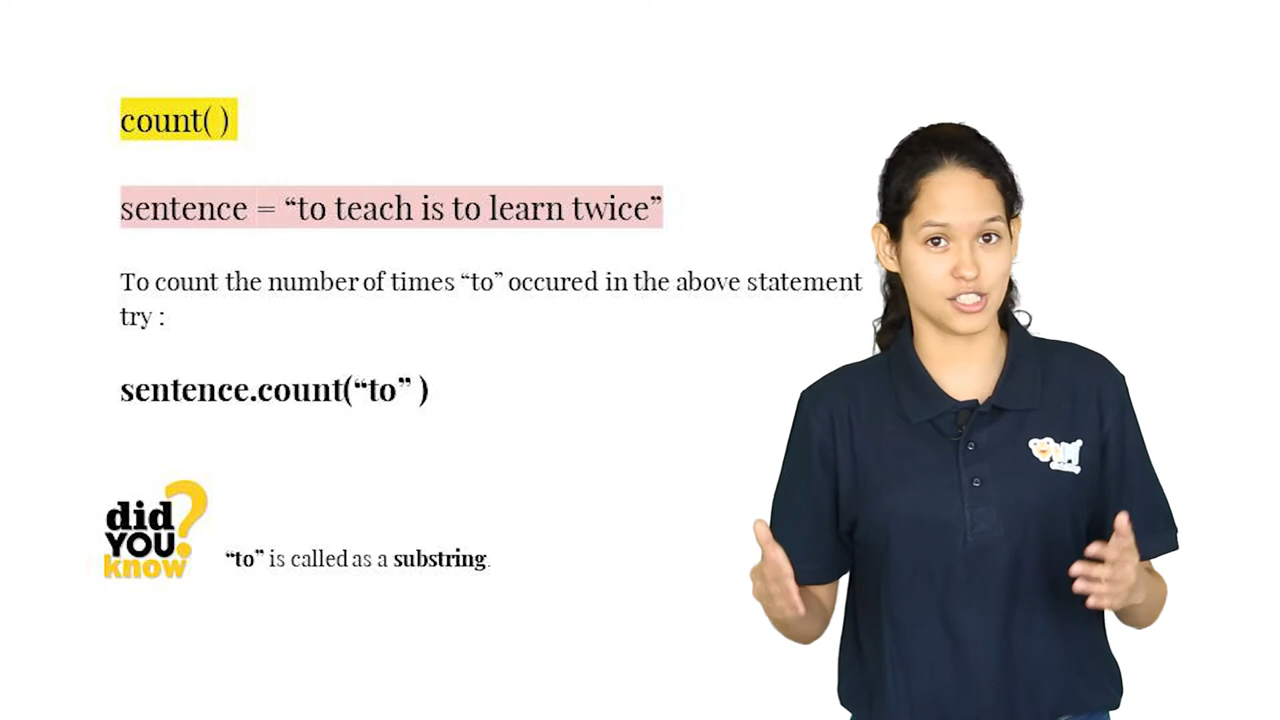 count( )
sentence = “to teach is to learn twice”
To count the number of times “to” occured in the above statement
try :
sentence.count(“to” )
did
YOU?
know
“to” is called as a substring.